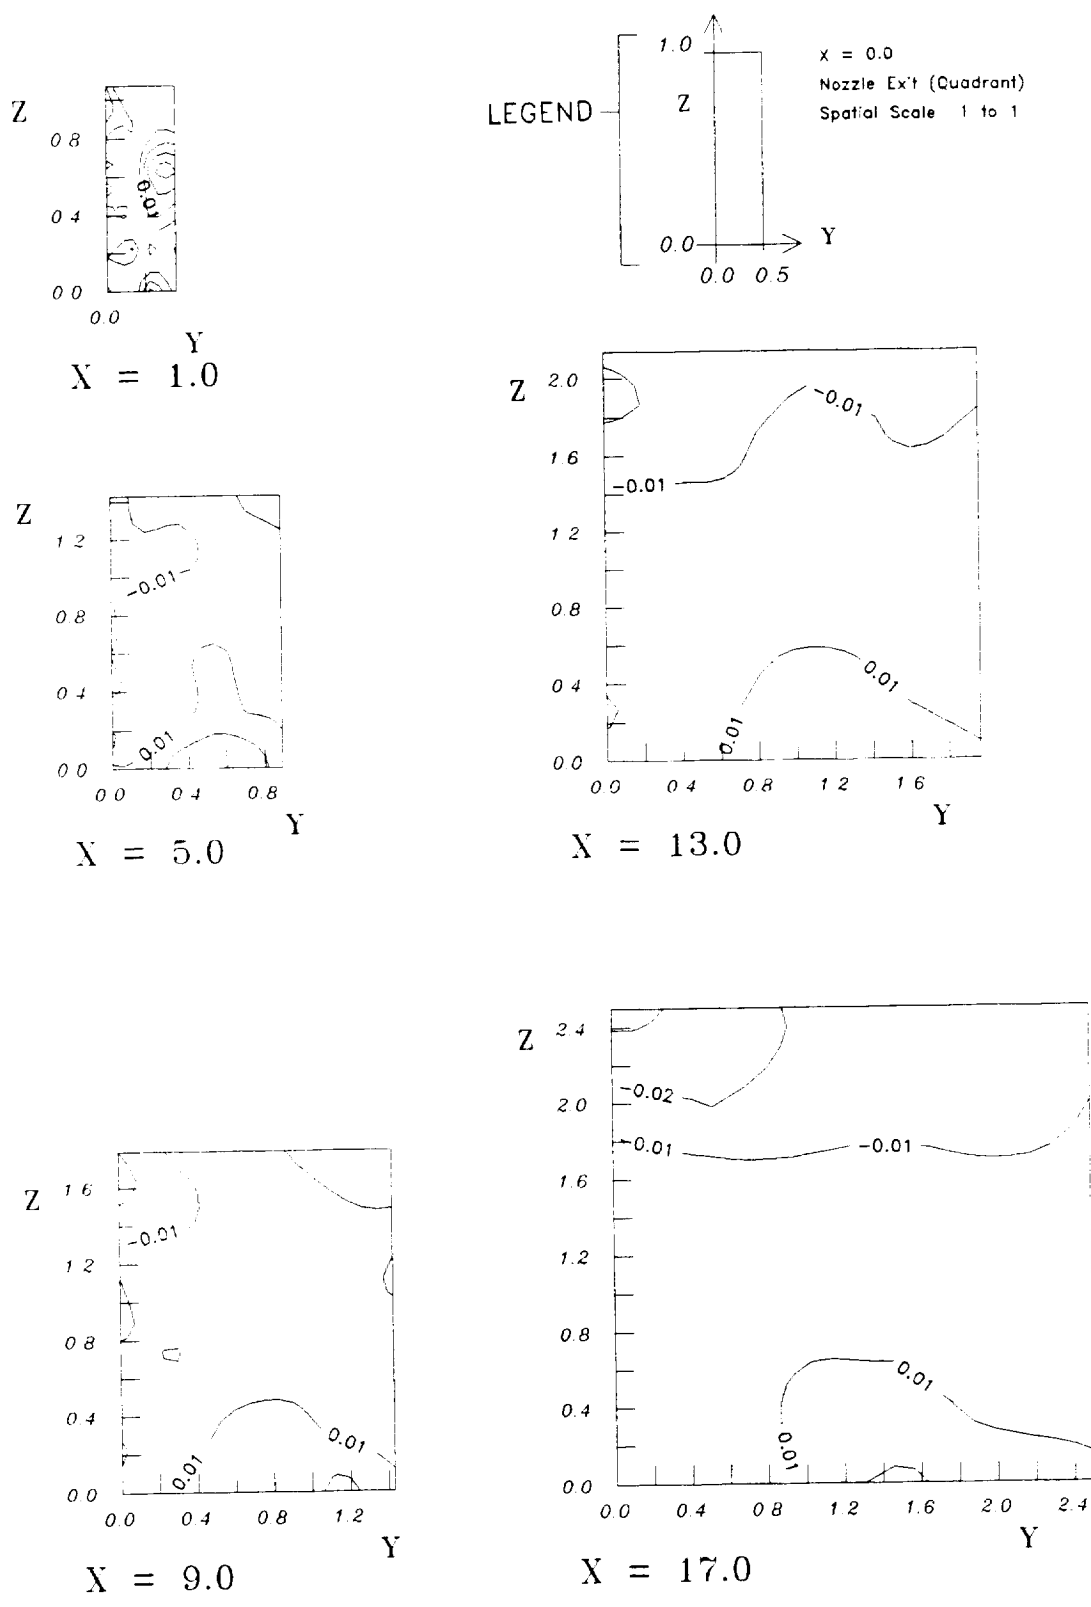 Z
0.8
0.4
0.0
0.0
Y
0.01
X = 1.0
LEGEND
1.0
Z
0.0
0.0 0.5
Y
X = 0.0
Nozzle Exit (Quadrant)
Spatial Scale 1 to 1
Z
1.2
0.8
0.4
0.0
0.0 0.4 0.8
Y
-0.01
0.01
X = 5.0
Z
2.0
1.6
1.2
0.8
0.4
0.0
0.0 0.4 0.8 1.2 1.6
Y
-0.01
-0.01
0.01
0.01
X = 13.0
Z
1.6
1.2
0.8
0.4
0.0
0.0 0.4 0.8 1.2
Y
-0.01
0.01
0.01
X = 9.0
Z
2.4
2.0
1.6
1.2
0.8
0.4
0.0
0.0 0.4 0.8 1.2 1.6 2.0 2.4
Y
-0.02
-0.01
-0.01
0.01
0.01
X = 17.0